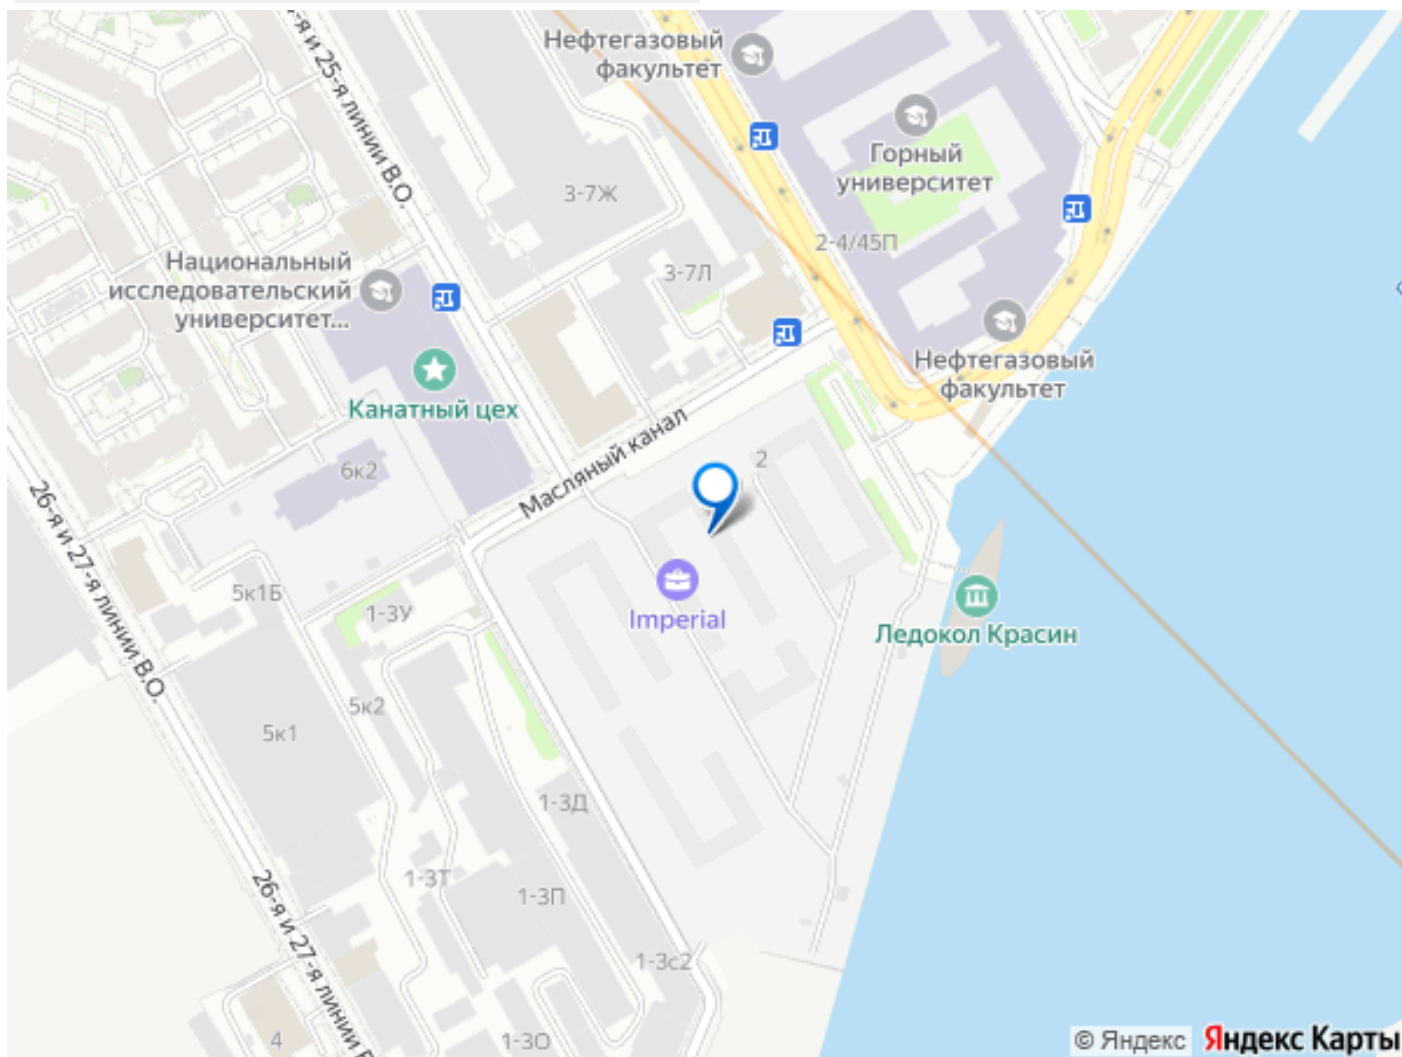 Нефтегазовый
факультет
-я и 25-я линии В.О.
Горный
университет
3-7Ж
2-4/45П
Национальный
исследовательский
университет...
3-7Л
Нефтегазовый
факультет
Канатный цех
Масляный канал
2
6к2
26-я и 27-я линии В.О.
5к1Б
1-3У
Imperial
Ледокол Красин
5к2
5к1
1-3Д
1-3Т
1-3П
26-я и 27-я линии В
1-3с2
4
1-3О
© Яндекс Яндекс Карты